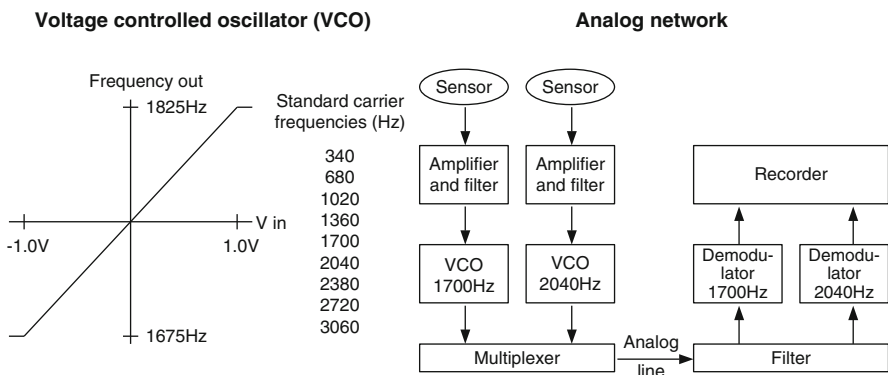 Voltage controlled oscillator (VCO)
Frequency out
1825Hz
V in
-1.0V
1.0V
1675Hz
Standard carrier
frequencies (Hz)
340
680
1020
1360
1700
2040
2380
2720
3060
Analog network
Sensor
Sensor
Amplifier
and filter
Amplifier
and filter
VCO
1700Hz
VCO
2040Hz
Multiplexer
Analog
line
Recorder
Demodu-
lator
1700Hz
Demodu-
lator
2040Hz
Filter